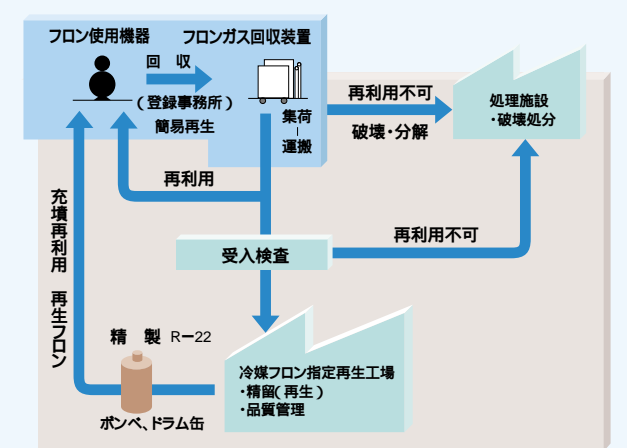 フロン使用機器
フロンガス回収装置
回 収
(登録事務所)
簡易再生
集荷
|
運搬
再利用不可
破壊・分解
処理施設
・破壊処分
再利用
受入検査
再利用不可
充填再利用 再生フロン
精 製 R－22
ボンベ、ドラム缶
冷媒フロン指定再生工場
・精留(再生)
・品質管理